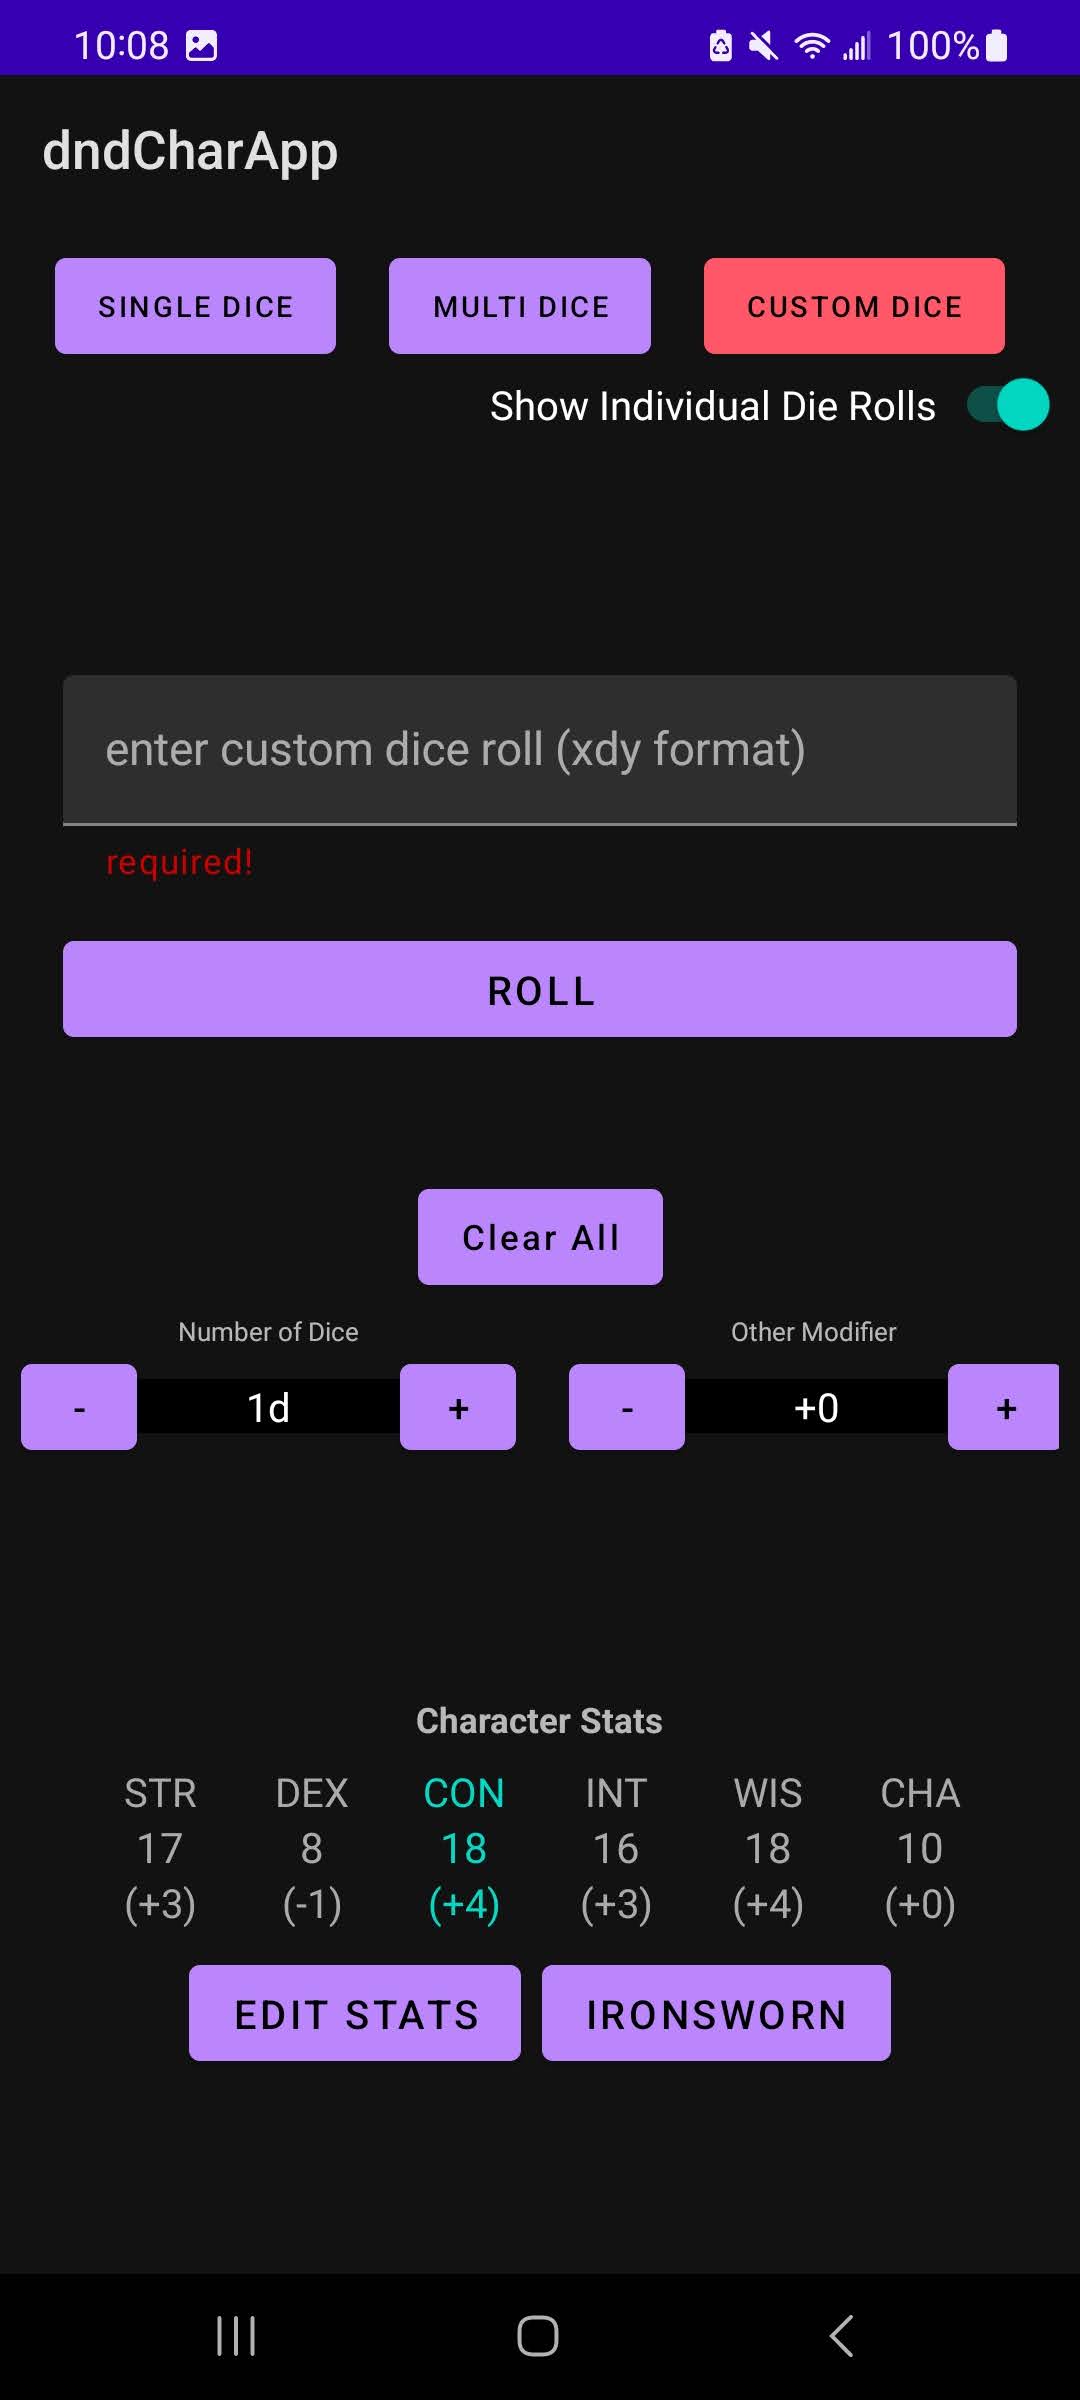 10:08 100%
dndCharApp
SINGLE DICE MULTI DICE CUSTOM DICE
Show Individual Die Rolls
enter custom dice roll (xdy format)
required!
ROLL
Clear All
Number of Dice Other Modifier
- 1d + - +0 +
Character Stats
STR DEX CON INT WIS CHA
17 8 18 16 18 10
(+3) (-1) (+4) (+3) (+4) (+0)
EDIT STATS IRONSWORN